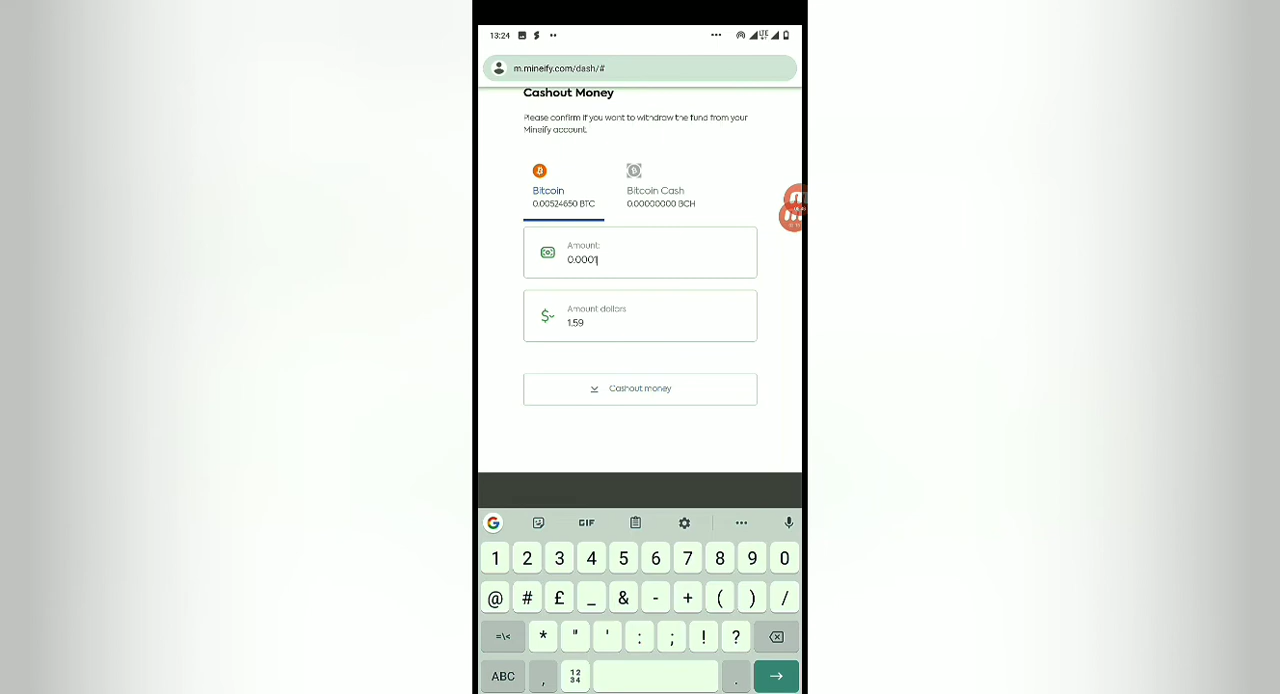 13:24
LTE
m.mineify.com/dash/#
Cashout Money
Please confirm if you want to withdraw the fund from your
Mineify account.
Bitcoin
0.00524650 BTC
Bitcoin Cash
0.00000000 BCH
Amount:
0.0001
Amount dollars
1.59
Cashout money
GIF
1 2 3 4 5 6 7 8 9 0
@ # £ _ & - + ( ) /
=\< * " ' : ; ! ?
ABC , 12 .
34